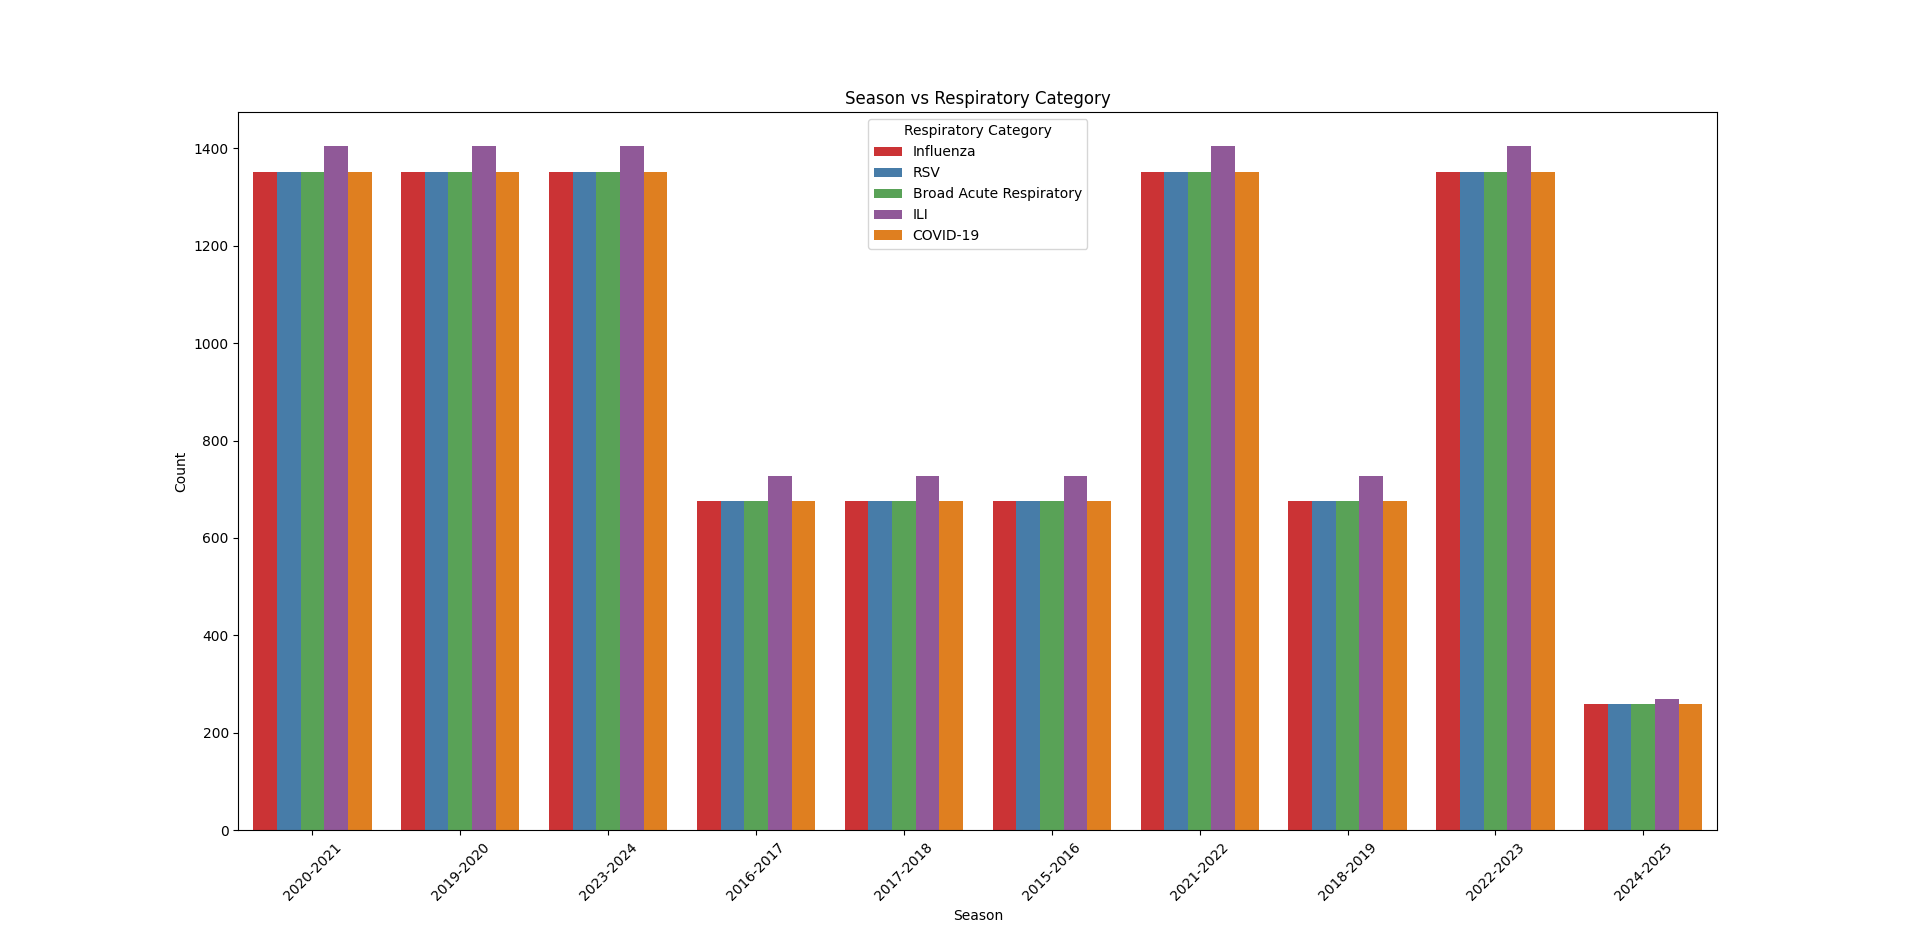 Season vs Respiratory Category
Respiratory Category
Influenza
RSV
Broad Acute Respiratory
ILI
COVID-19
1400
1200
1000
800
600
400
200
0
Count
2020-2021
2019-2020
2023-2024
2016-2017
2017-2018
2015-2016
2021-2022
2018-2019
2022-2023
2024-2025
Season